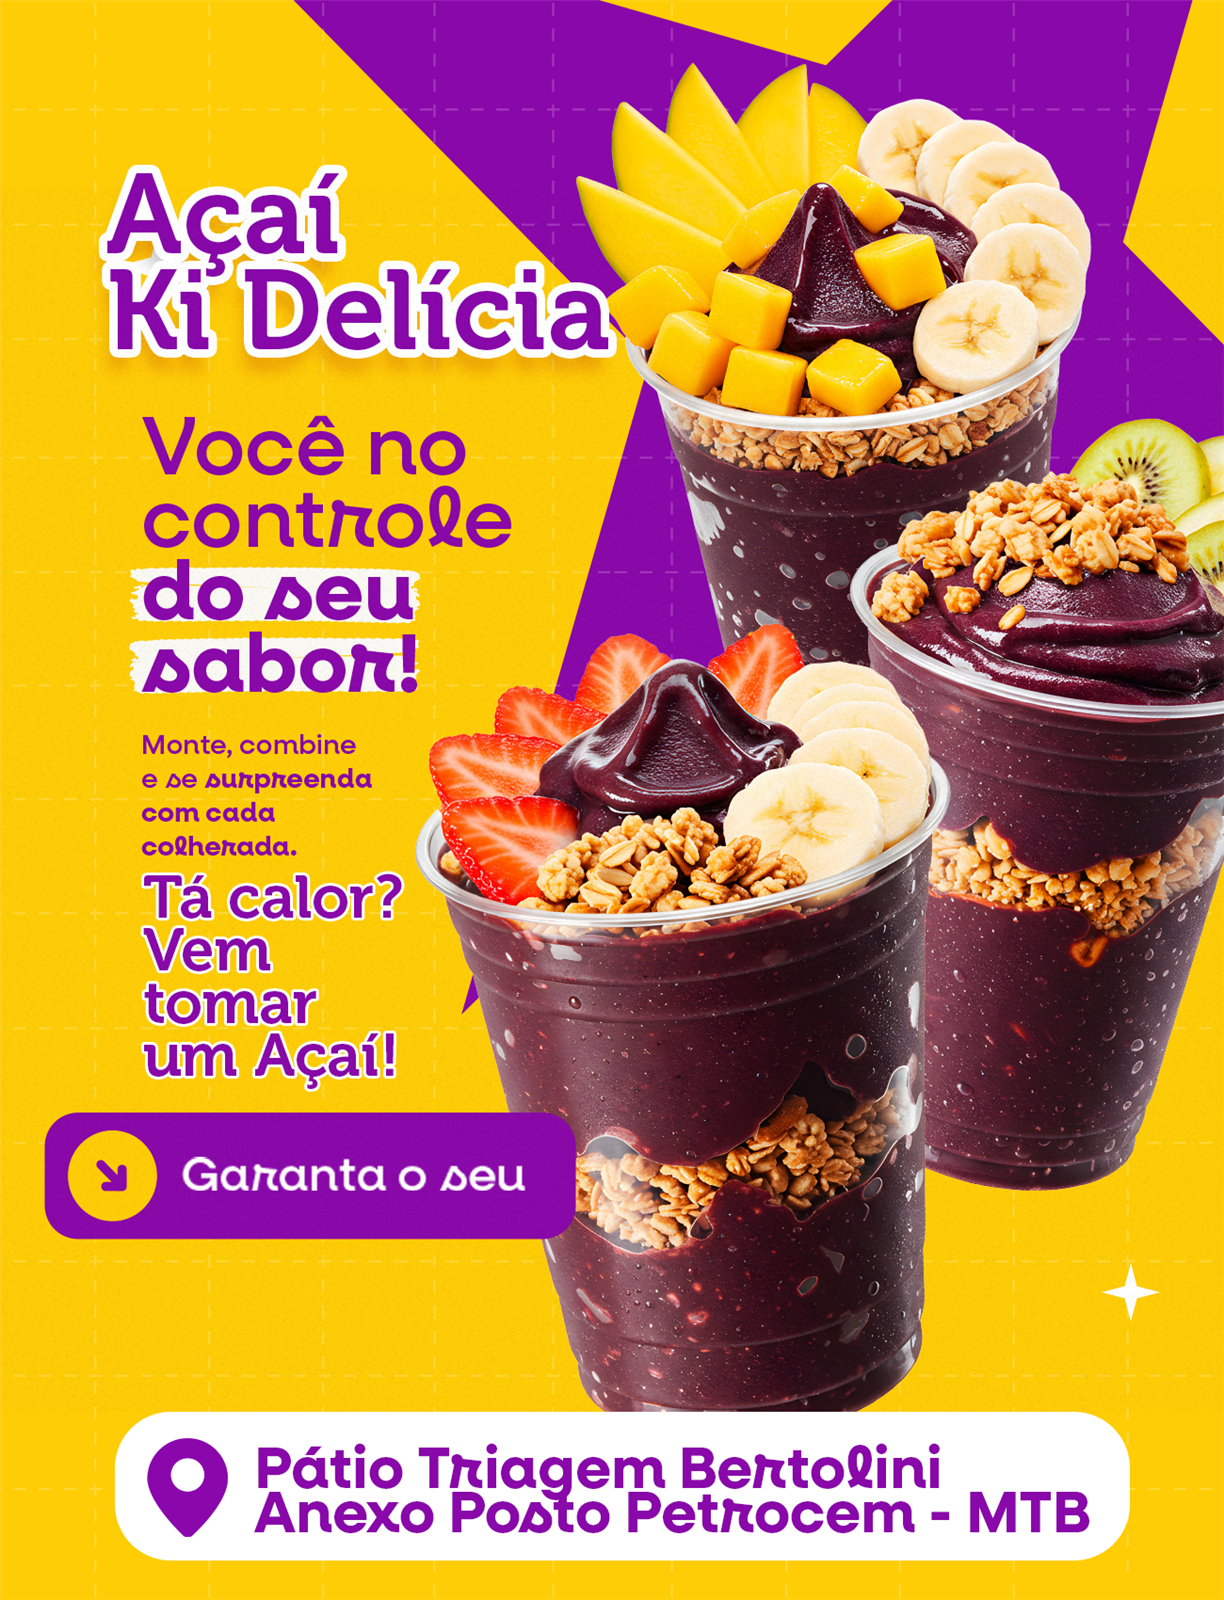 Açaí
Ki Delícia
Você no
controle
do seu
sabor!
Monte, combine
e se surpreenda
com cada
colherada.
Tá calor?
Vem
tomar
um Açaí!
Garanta o seu
Pátio Triagem Bertolini
Anexo Posto Petrocem - MTB